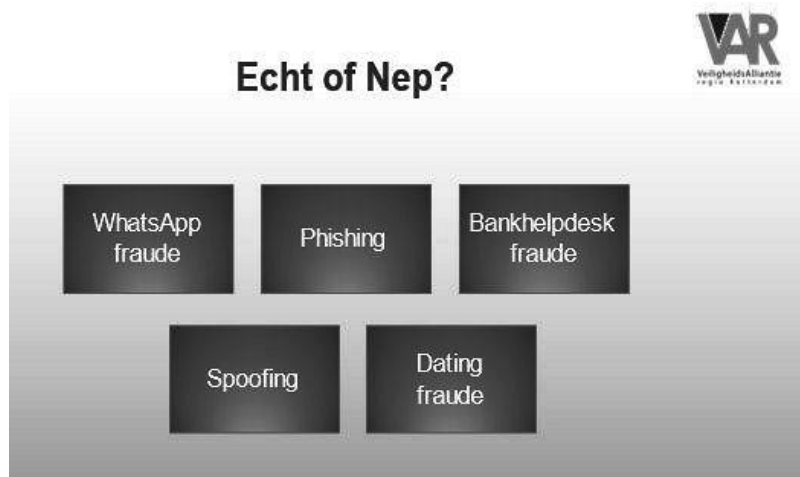 VAR
VeiligheidsAlliantie
regio Rotterdam
Echt of Nep?
WhatsApp
fraude
Phishing
Bankhelpdesk
fraude
Spoofing
Dating
fraude